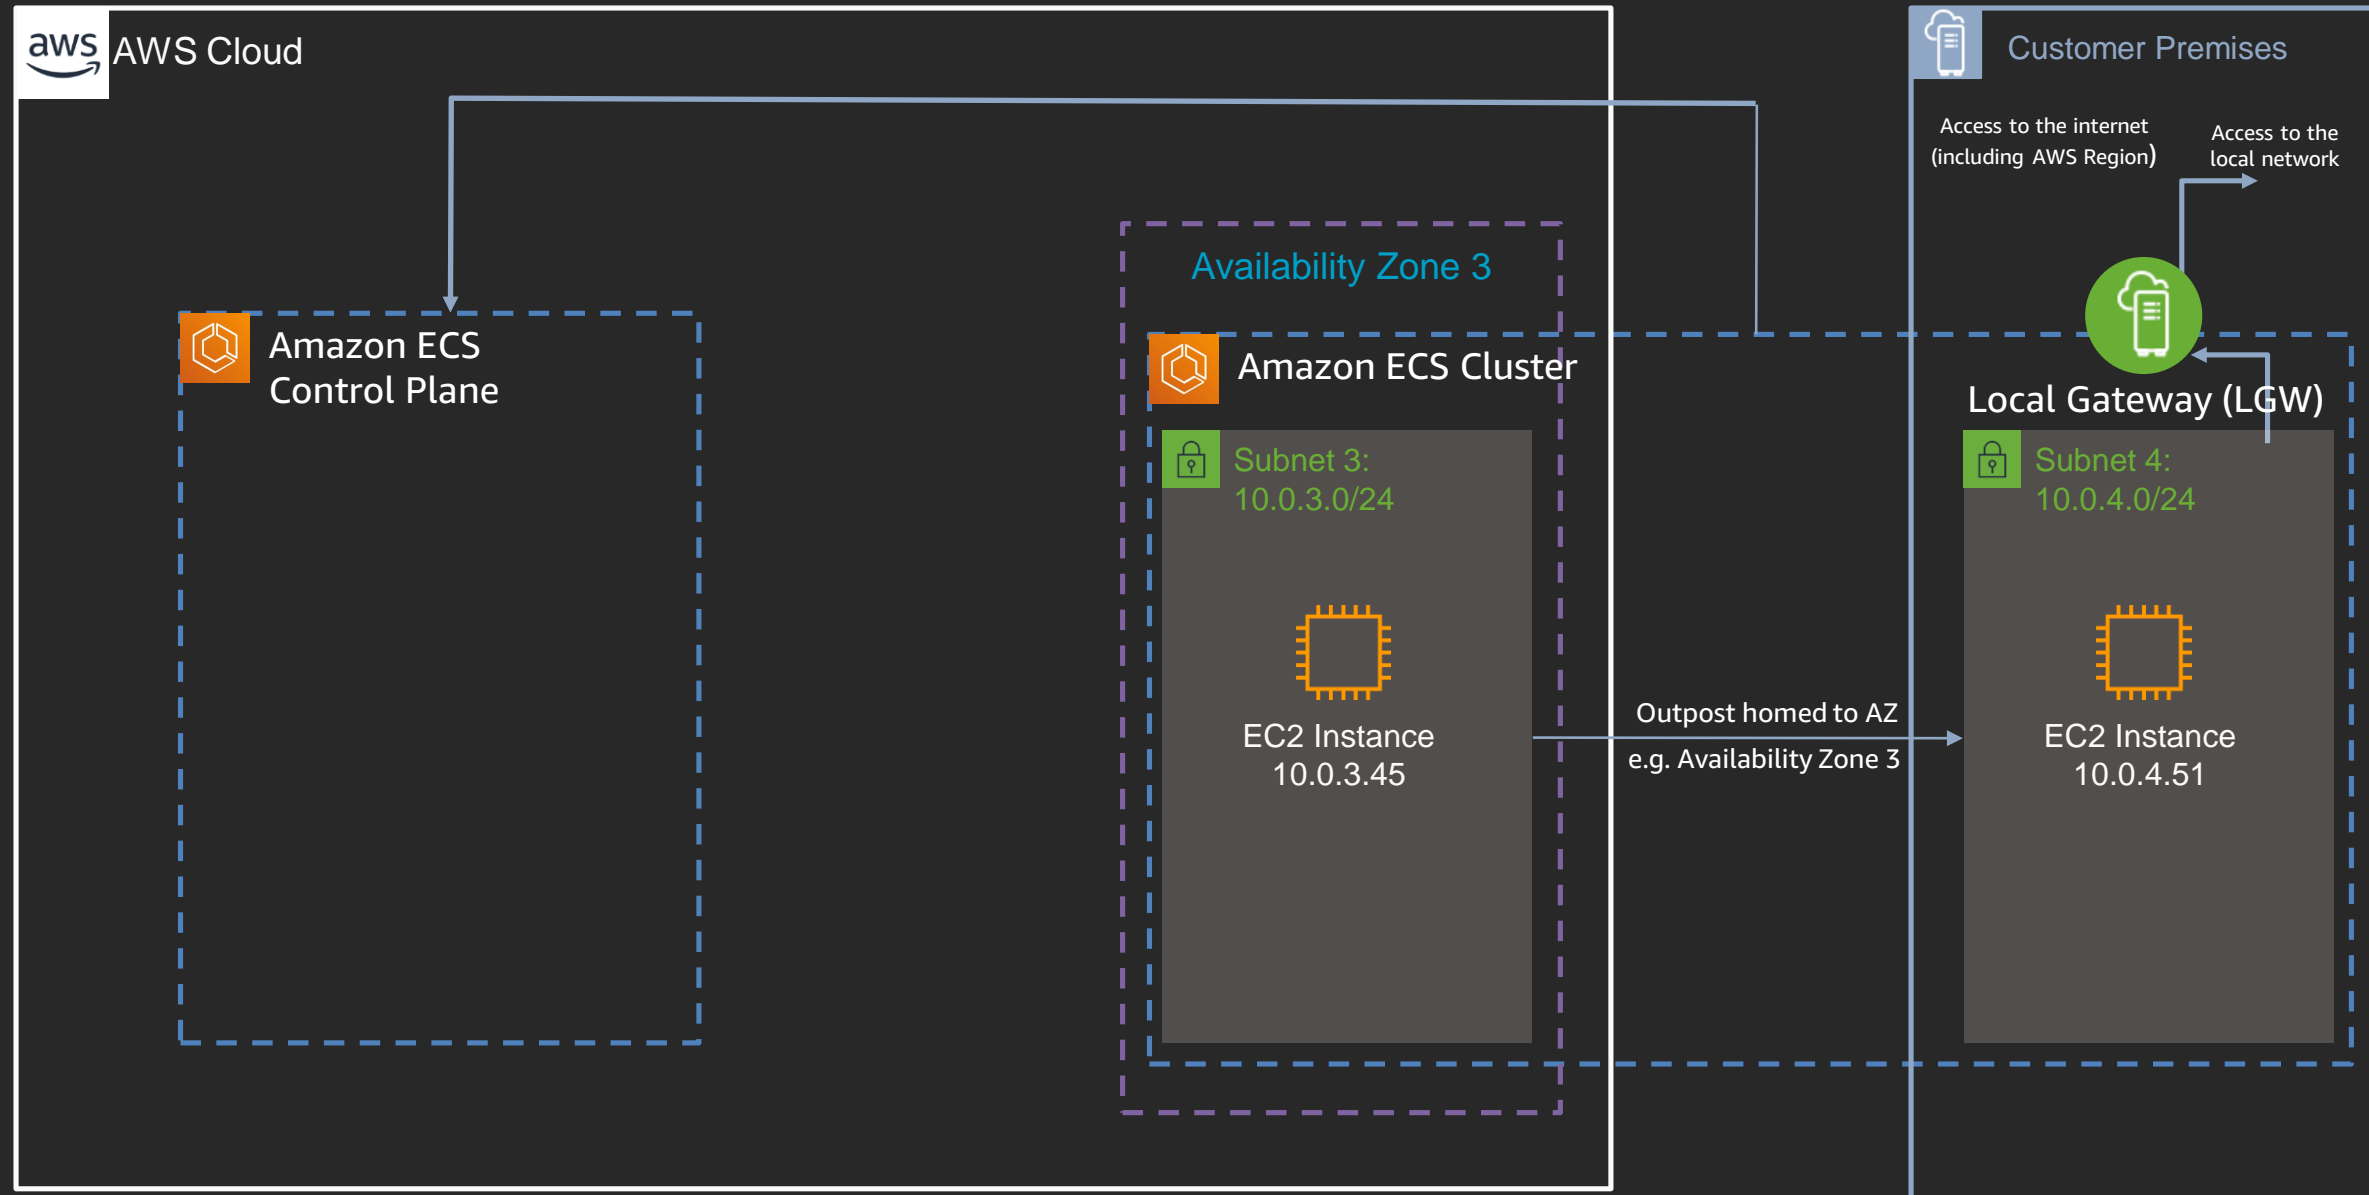 aws
AWS Cloud
Customer Premises
Access to the internet
(including AWS Region)
Access to the
local network
Availability Zone 3
Amazon ECS
Control Plane
Amazon ECS Cluster
Local Gateway (LGW)
Subnet 3:
10.0.3.0/24
Subnet 4:
10.0.4.0/24
EC2 Instance
10.0.3.45
Outpost homed to AZ
e.g. Availability Zone 3
EC2 Instance
10.0.4.51